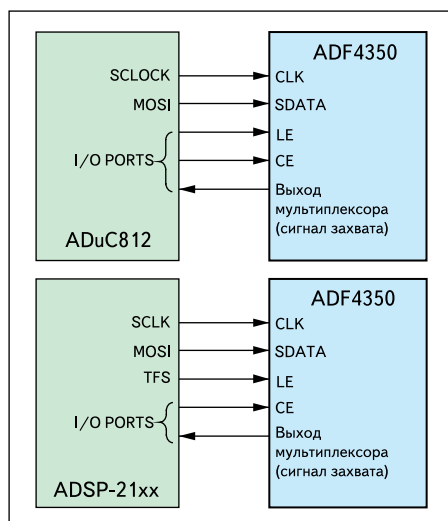 ADF4350
SCLOCK
CLK
MOSI
SDATA
LE
I/O PORTS
CE
Выход
мультиплексора
(сигнал захвата)
ADuC812
ADF4350
SCLK
CLK
MOSI
SDATA
TFS
LE
I/O PORTS
CE
Выход
мультиплексора
(сигнал захвата)
ADSP-21xx